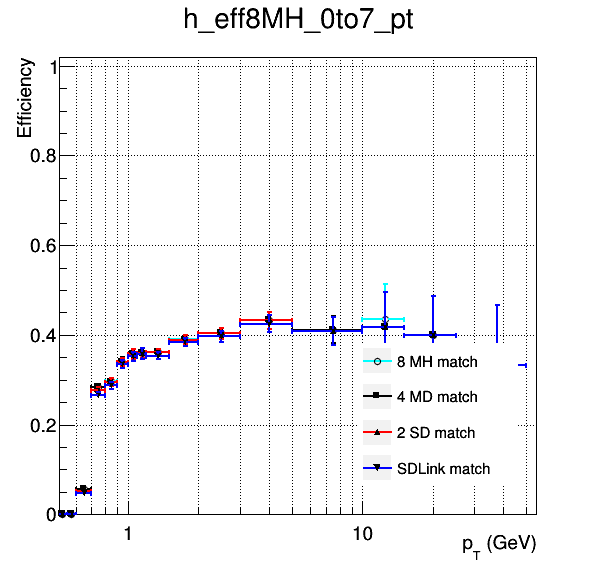 h_eff8MH_0to7_pt
Efficiency
1
0.8
0.6
0.4
0.2
0
8 MH match
4 MD match
2 SD match
SDLink match
1
10
p_T (GeV)